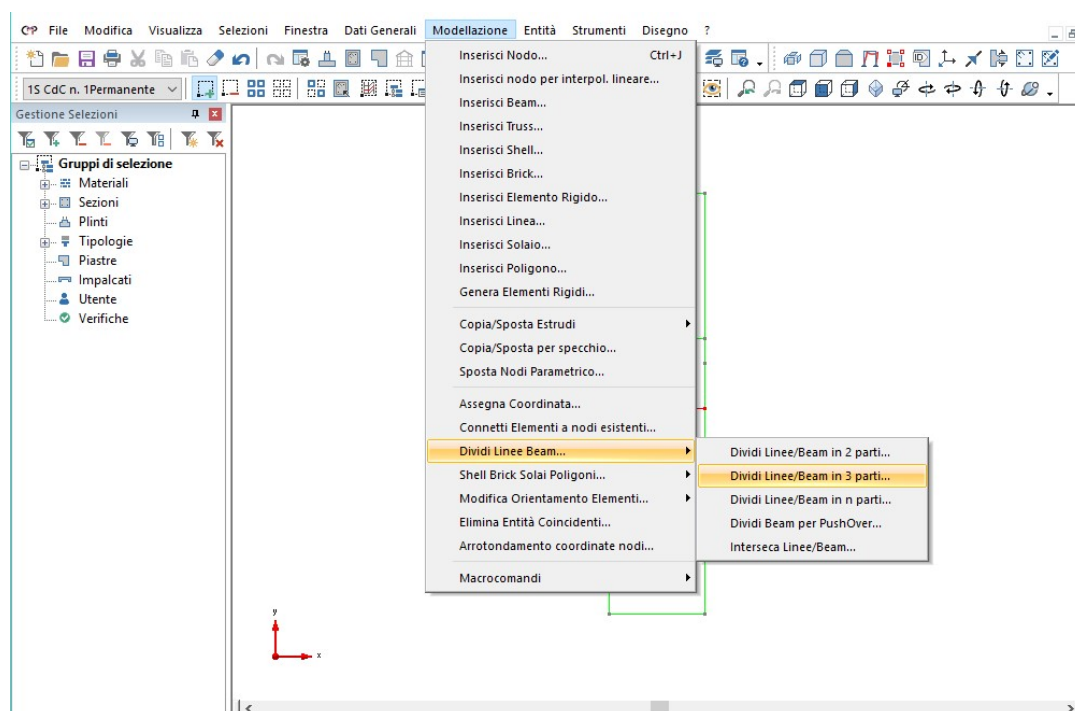 File Modifica Visualizza Selezioni Finestra Dati Generali Modellazione Entità Strumenti Disegno ?
1S CdC n. 1Permanente
Gestione Selezioni
Gruppi di selezione
Materiali
Sezioni
Plinti
Tipologie
Piastre
Impalcati
Utente
Verifiche
Inserisci Nodo... Ctrl+J
Inserisci nodo per interpol. lineare...
Inserisci Beam...
Inserisci Truss...
Inserisci Shell...
Inserisci Brick...
Inserisci Elemento Rigido...
Inserisci Linea...
Inserisci Solaio...
Inserisci Poligono...
Genera Elementi Rigidi...
Copia/Sposta Estrudi
Copia/Sposta per specchio...
Sposta Nodi Parametrico...
Assegna Coordinata...
Connetti Elementi a nodi esistenti...
Dividi Linee Beam...
Shell Brick Solai Poligoni...
Modifica Orientamento Elementi...
Elimina Entità Coincidenti...
Arrotondamento coordinate nodi...
Macrocomandi
Dividi Linee/Beam in 2 parti...
Dividi Linee/Beam in 3 parti...
Dividi Linee/Beam in n parti...
Dividi Beam per PushOver...
Interseca Linee/Beam...
y
x